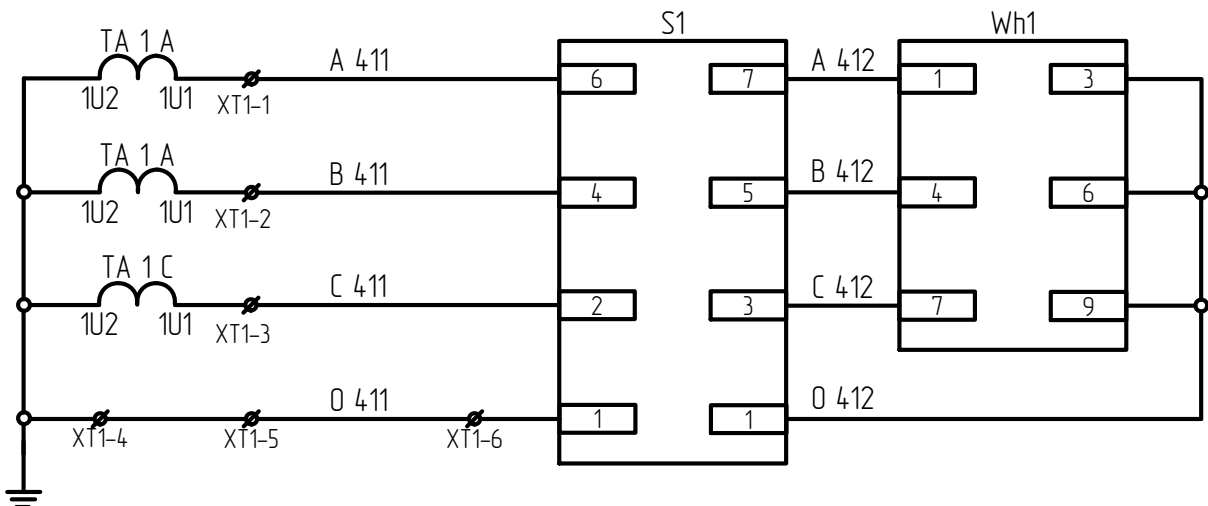 S1 Wh1
TA 1 A A 411 A 412
6 7 1 3
1U2 1U1 XT1-1
TA 1 A B 411 B 412
4 5 4 6
1U2 1U1 XT1-2
TA 1 C C 411 C 412
2 3 7 9
1U2 1U1 XT1-3
0 411 0 412
1 1
XT1-4 XT1-5 XT1-6